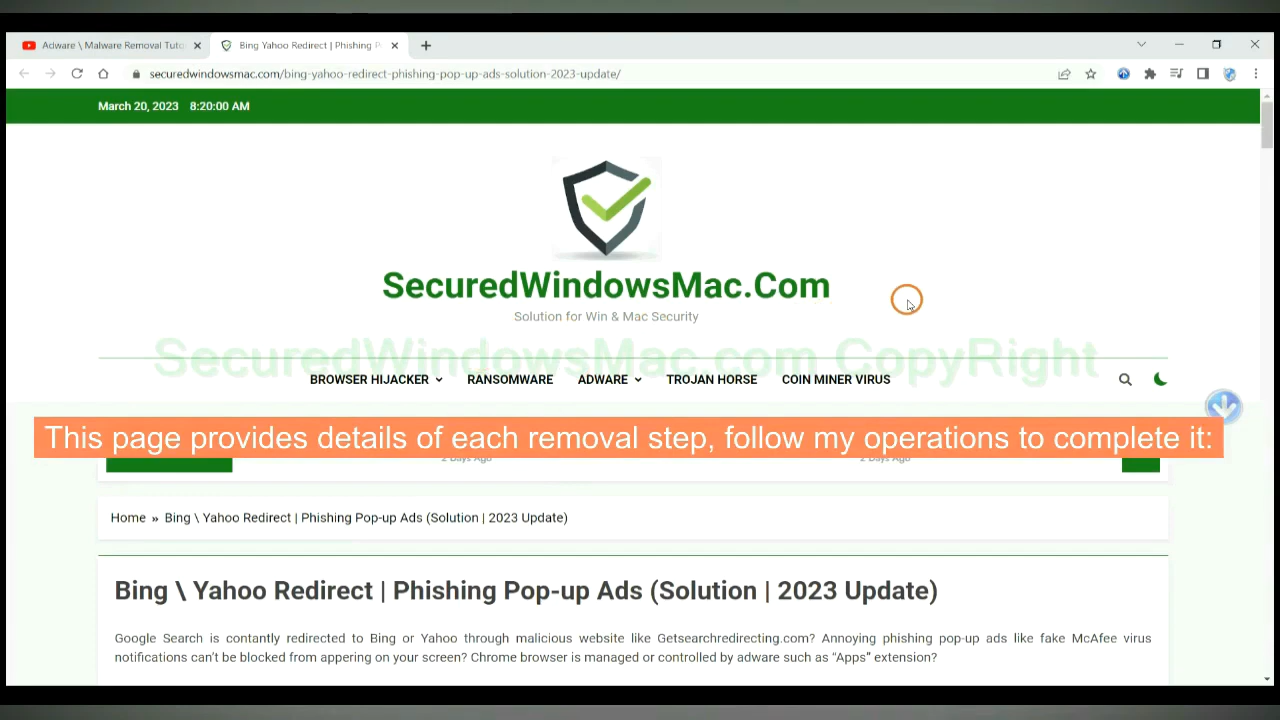 Adware \ Malware Removal Tuto
Bing Yahoo Redirect | Phishing P
securedwindowsmac.com/bing-yahoo-redirect-phishing-pop-up-ads-solution-2023-update/
March 20, 2023 8:20:00 AM
SecuredWindowsMac.Com
Solution for Win & Mac Security
SecuredWindowsMac.com CopyRight
BROWSER HIJACKER RANSOMWARE ADWARE TROJAN HORSE COIN MINER VIRUS
This page provides details of each removal step, follow my operations to complete it:
2 Days Ago 2 Days Ago
Home » Bing \ Yahoo Redirect | Phishing Pop-up Ads (Solution | 2023 Update)
Bing \ Yahoo Redirect | Phishing Pop-up Ads (Solution | 2023 Update)
Google Search is contantly redirected to Bing or Yahoo through malicious website like Getsearchredirecting.com? Annoying phishing pop-up ads like fake McAfee virus
notifications can't be blocked from appering on your screen? Chrome browser is managed or controlled by adware such as “Apps” extension?